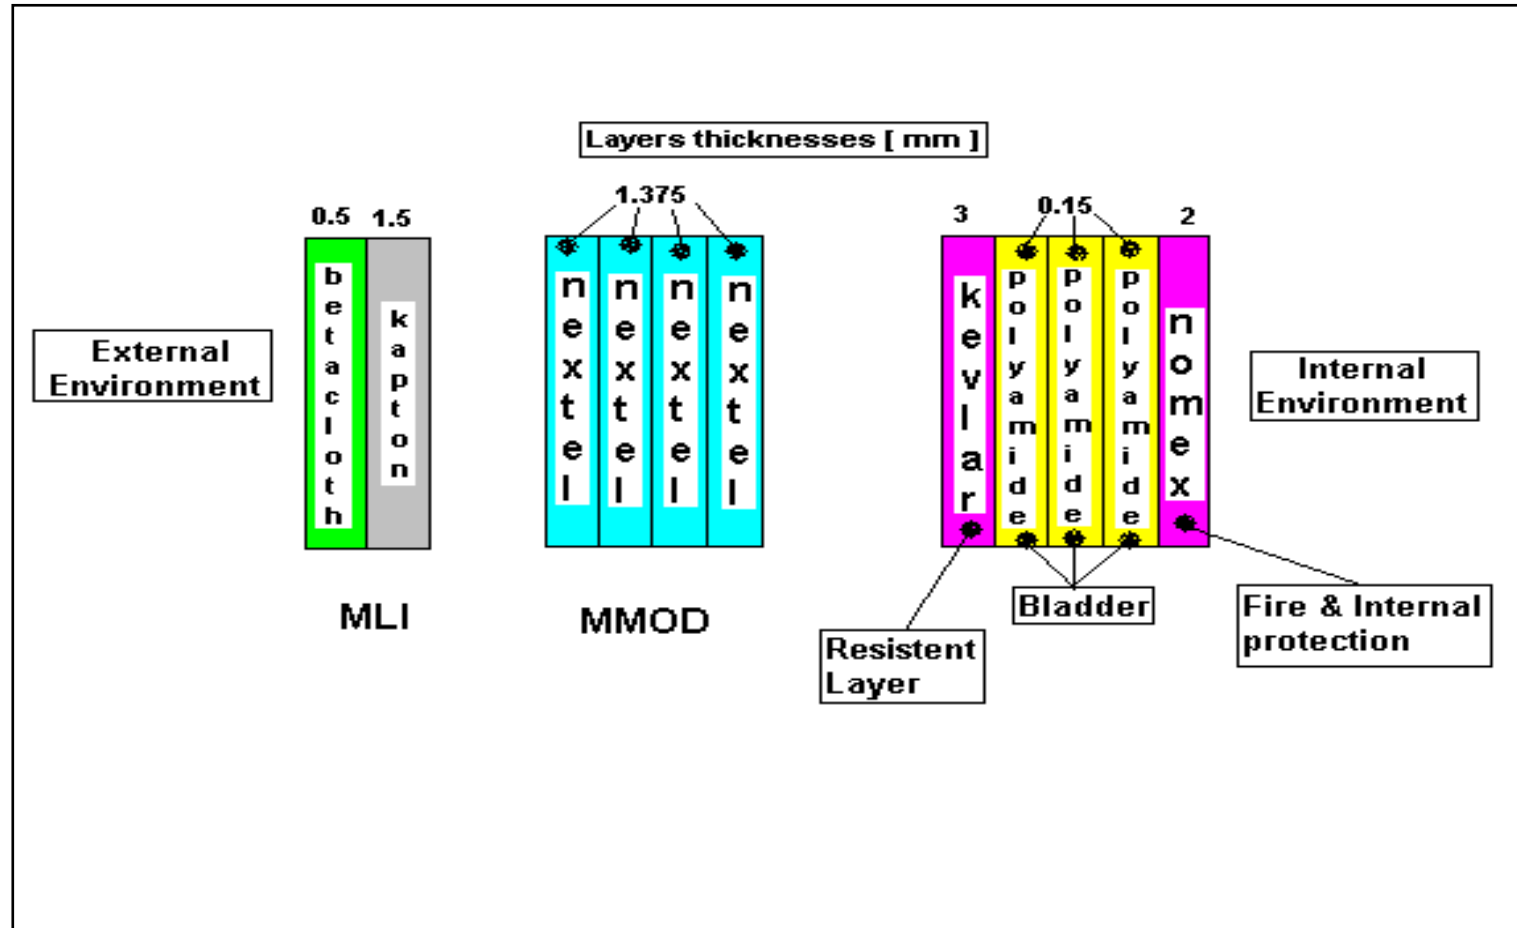 Layers thicknesses [ mm ]
0.5 1.5
1.375
3
0.15
2
External
Environment
betacloth
kapton
nextel
nextel
nextel
nextel
kevlar
polyamide
polyamide
polyamide
nomex
Internal
Environment
MLI
MMOD
Resistent
Layer
Bladder
Fire & Internal
protection